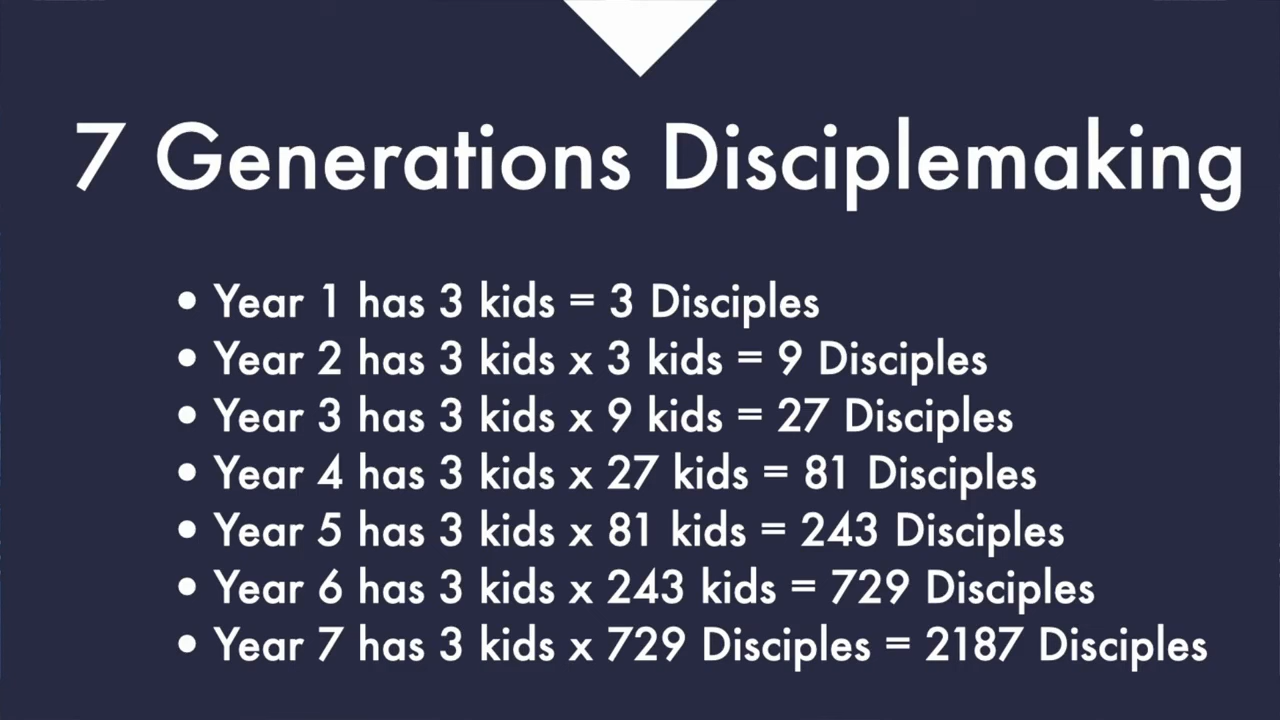 7 Generations Disciplemaking
• Year 1 has 3 kids = 3 Disciples
• Year 2 has 3 kids x 3 kids = 9 Disciples
• Year 3 has 3 kids x 9 kids = 27 Disciples
• Year 4 has 3 kids x 27 kids = 81 Disciples
• Year 5 has 3 kids x 81 kids = 243 Disciples
• Year 6 has 3 kids x 243 kids = 729 Disciples
• Year 7 has 3 kids x 729 Disciples = 2187 Disciples